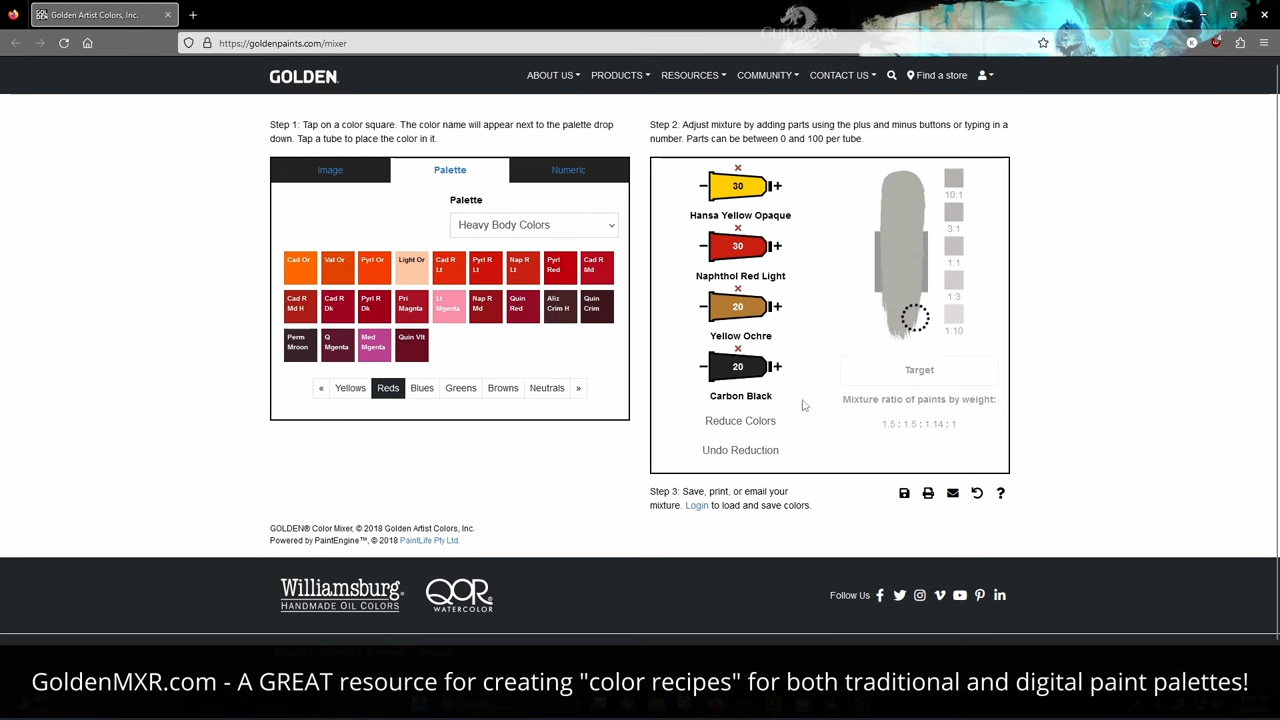 Golden Artist Colors, Inc.
GUILDWARS
https://goldenpaints.com/mixer
GOLDEN
ABOUT US
PRODUCTS
RESOURCES
COMMUNITY
CONTACT US
Find a store
Step 1: Tap on a color square. The color name will appear next to the palette drop
down. Tap a tube to place the color in it.
Image
Palette
Numeric
Palette
Heavy Body Colors
Cad Or
Vat Or
Pyrl Or
Light Or
Cad R
Lt
Pyrl R
Lt
Nap R
Lt
Pyrl
Red
Cad R
Md
Cad R
Md H
Cad R
Dk
Pyrl R
Dk
Pri
Magnta
Lt
Mgenta
Nap R
Md
Quin
Red
Aliz
Crim H
Quin
Crim
Perm
Mroon
Q
Mgenta
Med
Mgenta
Quin Vlt
« Yellows Reds Blues Greens Browns Neutrals »
Step 2: Adjust mixture by adding parts using the plus and minus buttons or typing in a
number. Parts can be between 0 and 100 per tube.
30
Hansa Yellow Opaque
30
Naphthol Red Light
20
Yellow Ochre
20
Carbon Black
Reduce Colors
Undo Reduction
10:1
3:1
1:1
1:3
1:10
Target
Mixture ratio of paints by weight:
1.5 : 1.5 : 1.14 : 1
Step 3: Save, print, or email your
mixture. Login to load and save colors.
GOLDEN® Color Mixer, © 2018 Golden Artist Colors, Inc.
Powered by PaintEngine™, © 2018 PaintLife Pty Ltd.
Williamsburg
HANDMADE OIL COLORS
QOR
WATERCOLOR
Follow Us
GoldenMXR.com - A GREAT resource for creating "color recipes" for both traditional and digital paint palettes!